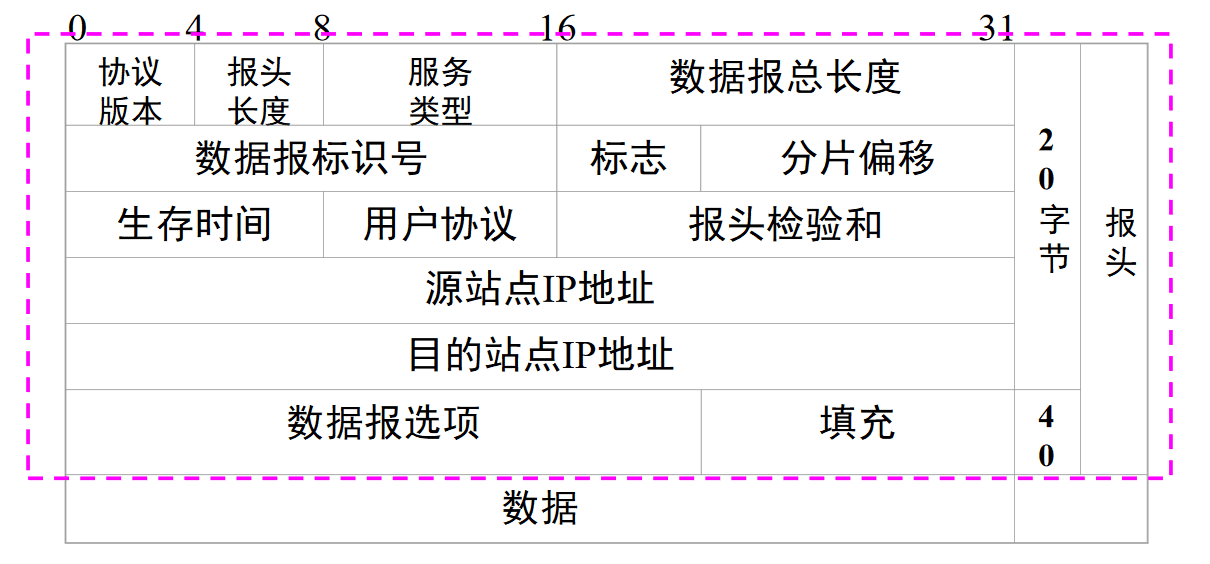 0 4 8 16 31
协议
版本
报头
长度
服务
类型
数据报总长度
数据报标识号
标志
分片偏移
生存时间
用户协议
报头检验和
源站点IP地址
目的站点IP地址
数据报选项
填充
2
0
字
节
4
0
报
头
数据